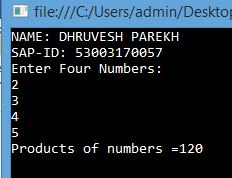 file:///C:/Users/admin/Desktop
NAME: DHRUVESH PAREKH
SAP-ID: 53003170057
Enter Four Numbers:
2
3
4
5
Products of numbers =120